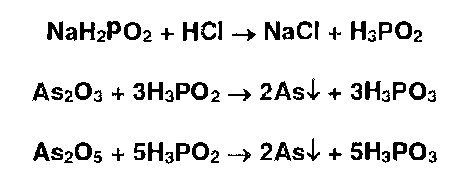 NaH₂PO₂ + HCl → NaCl + H₃PO₂
As₂O₃ + 3H₃PO₂ → 2As↓ + 3H₃PO₃
As₂O₅ + 5H₃PO₂ → 2As↓ + 5H₃PO₃